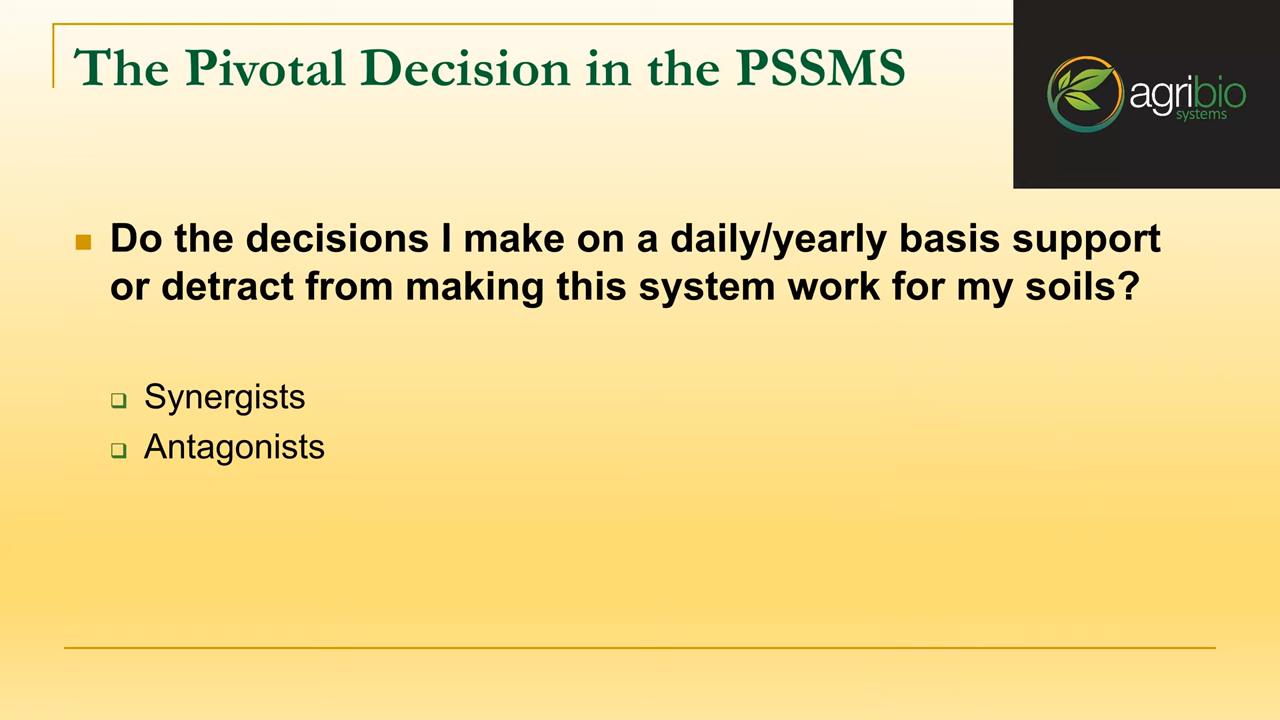 The Pivotal Decision in the PSSMS
agribio
systems
Do the decisions I make on a daily/yearly basis support
or detract from making this system work for my soils?
Synergists
Antagonists